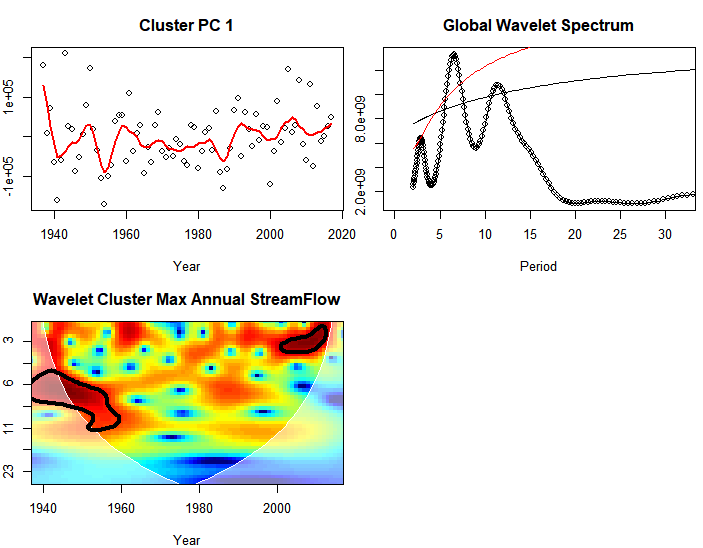 Cluster PC 1
1e+05
-1e+05
1940 1960 1980 2000 2020
Year
Global Wavelet Spectrum
8.0e+09
2.0e+09
0 5 10 15 20 25 30
Period
Wavelet Cluster Max Annual StreamFlow
3
6
11
23
1940 1960 1980 2000
Year